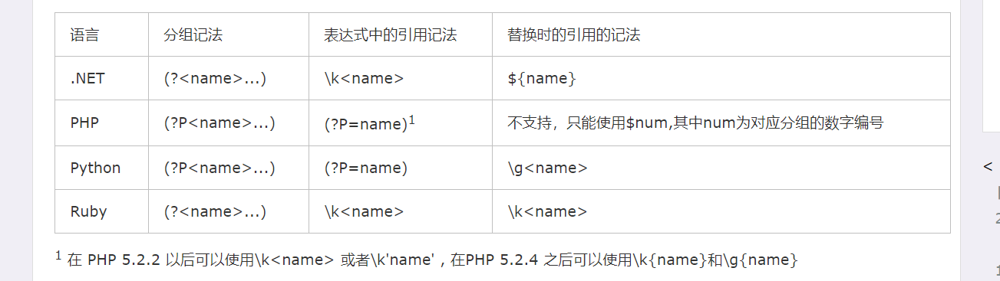 语言 分组记法 表达式中的引用记法 替换时的引用的记法
.NET (?<name>...) \k<name> ${name}
PHP (?P<name>...) (?P=name)1 不支持，只能使用$num,其中num为对应分组的数字编号
Python (?P<name>...) (?P=name) \g<name>
<
Ruby (?<name>...) \k<name> \k<name>
1 在 PHP 5.2.2 以后可以使用\k<name> 或者\k'name' , 在PHP 5.2.4 之后可以使用\k{name}和\g{name}